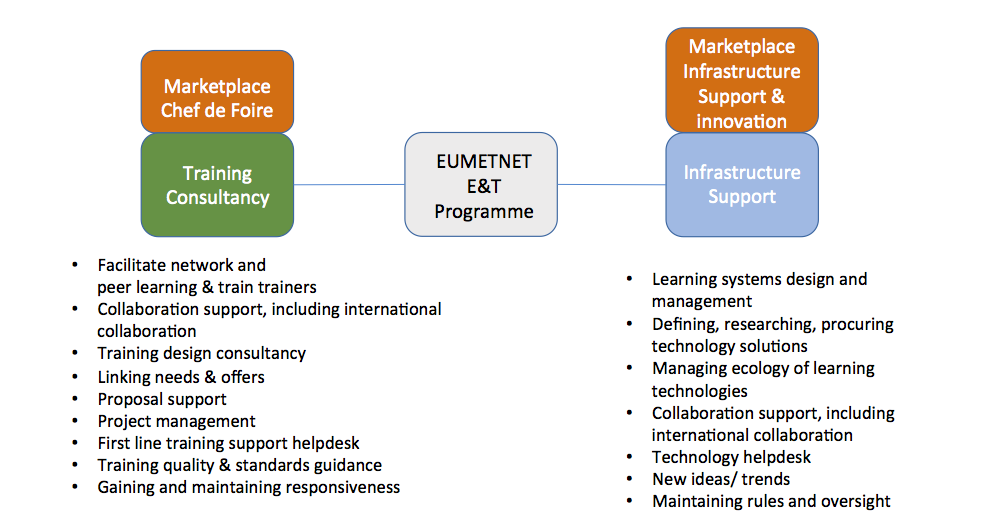 Marketplace
Chef de Foire
Training
Consultancy
EUMETNET
E&T
Programme
Marketplace
Infrastructure
Support &
innovation
Infrastructure
Support
• Facilitate network and
peer learning & train trainers
• Collaboration support, including international
collaboration
• Training design consultancy
• Linking needs & offers
• Proposal support
• Project management
• First line training support helpdesk
• Training quality & standards guidance
• Gaining and maintaining responsiveness
• Learning systems design and
management
• Defining, researching, procuring
technology solutions
• Managing ecology of learning
technologies
• Collaboration support, including
international collaboration
• Technology helpdesk
• New ideas/ trends
• Maintaining rules and oversight